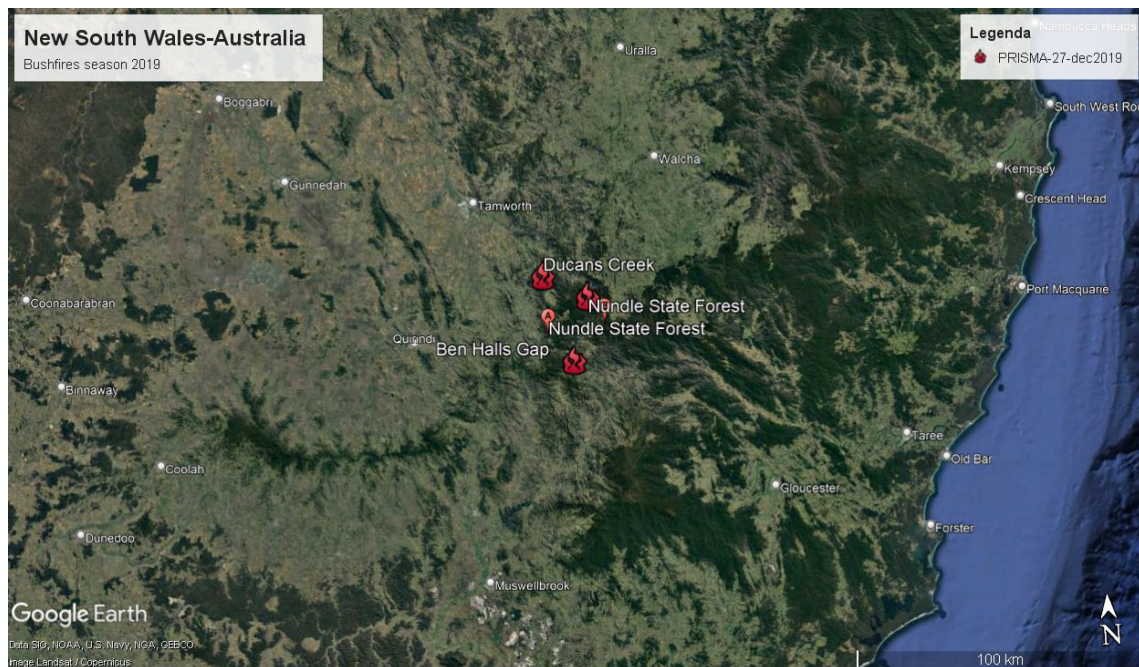 New South Wales-Australia
Bushfires season 2019
Legenda
PRISMA-27-dec2019
Nambucca Heads
Uralla
Boggabri
South West Ro
Walcha
Kempsey
Gunnedah
Crescent Head
Tamworth
Ducans Creek
Port Macquarie
Coonabarabran
Nundle State Forest
A
Nundle State Forest
Quirindi
Ben Halls Gap
Binnaway
Taree
Old Bar
Coolah
Gloucester
Forster
Dunedoo
Muswellbrook
Google Earth
Data SIO, NOAA, U.S. Navy, NGA, GEBCO
Image Landsat / Copernicus
N
100 km